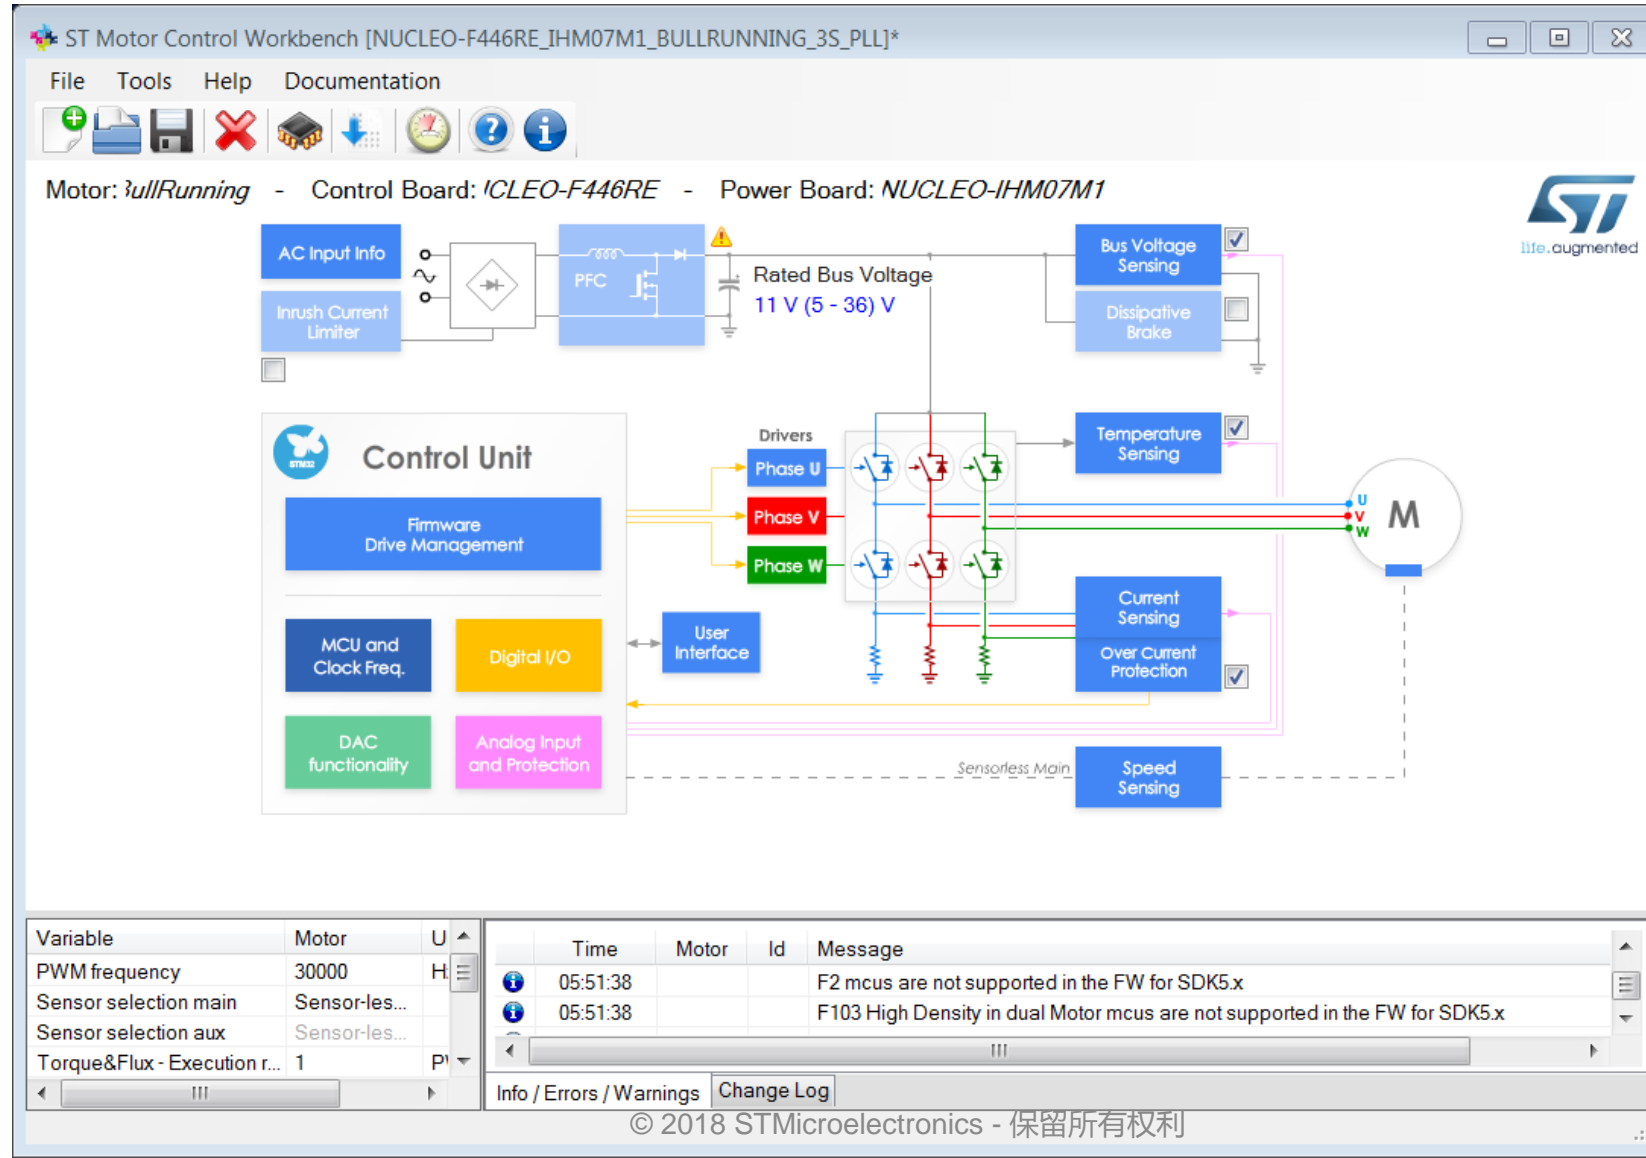 ST Motor Control Workbench [NUCLEO-F446RE_IHM07M1_BULLRUNNING_3S_PLL]*
File Tools Help Documentation
Motor: BullRunning - Control Board: UCLEO-F446RE - Power Board: NUCLEO-IHM07M1
ST
life.augmented
AC Input Info
Inrush Current
Limiter
PFC
Rated Bus Voltage
11 V (5 - 36) V
Bus Voltage
Sensing
Dissipative
Brake
STM32
Control Unit
Firmware
Drive Management
MCU and
Clock Freq.
Digital I/O
DAC
functionality
Analog Input
and Protection
Drivers
Phase U
Phase V
Phase W
User
Interface
Temperature
Sensing
U
V
W
M
Current
Sensing
Over Current
Protection
Sensorless Main
Speed
Sensing
Variable Motor U
PWM frequency 30000 H
Sensor selection main Sensor-les...
Sensor selection aux Sensor-les...
Torque&Flux - Execution r... 1 P
Time Motor Id Message
05:51:38 F2 mcus are not supported in the FW for SDK5.x
05:51:38 F103 High Density in dual Motor mcus are not supported in the FW for SDK5.x
Info / Errors / Warnings Change Log
© 2018 STMicroelectronics - 保留所有权利